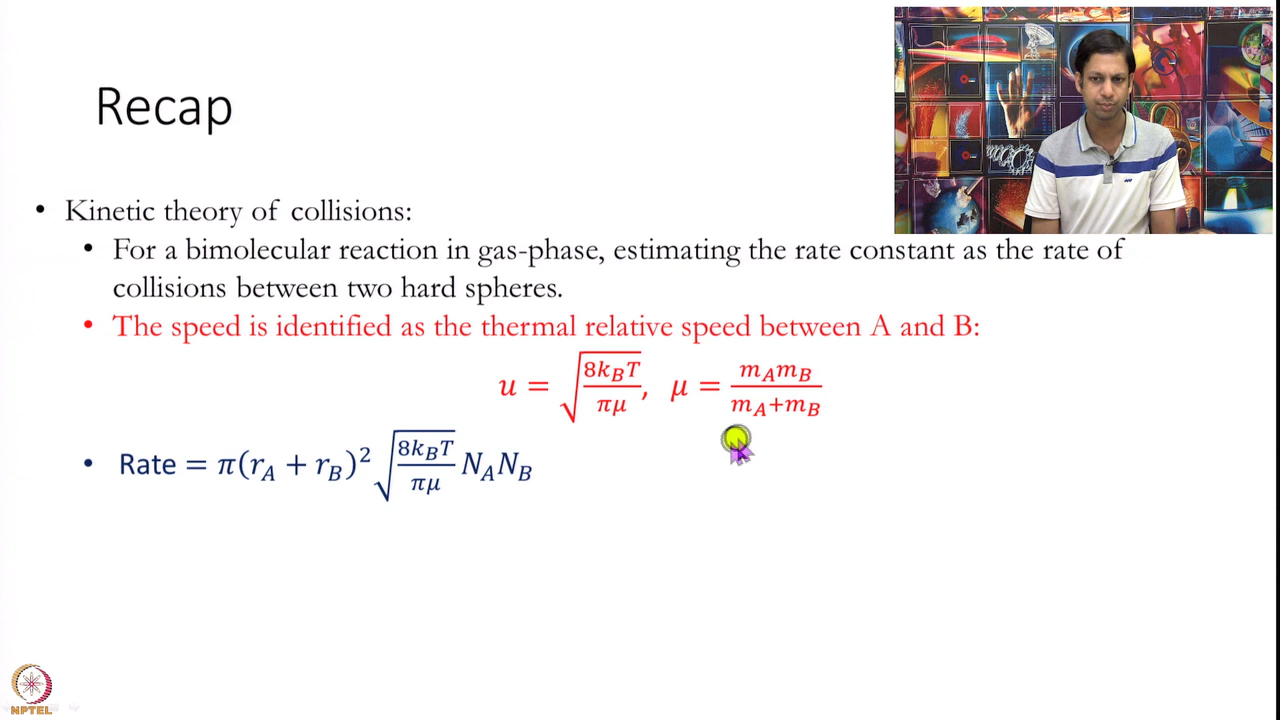 Recap
• Kinetic theory of collisions:
• For a bimolecular reaction in gas-phase, estimating the rate constant as the rate of
collisions between two hard spheres.
• The speed is identified as the thermal relative speed between A and B:
u = √(8k_BT/πμ), μ = m_Am_B/(m_A+m_B)
• Rate = π(r_A + r_B)² √(8k_BT/πμ) N_AN_B
NPTEL